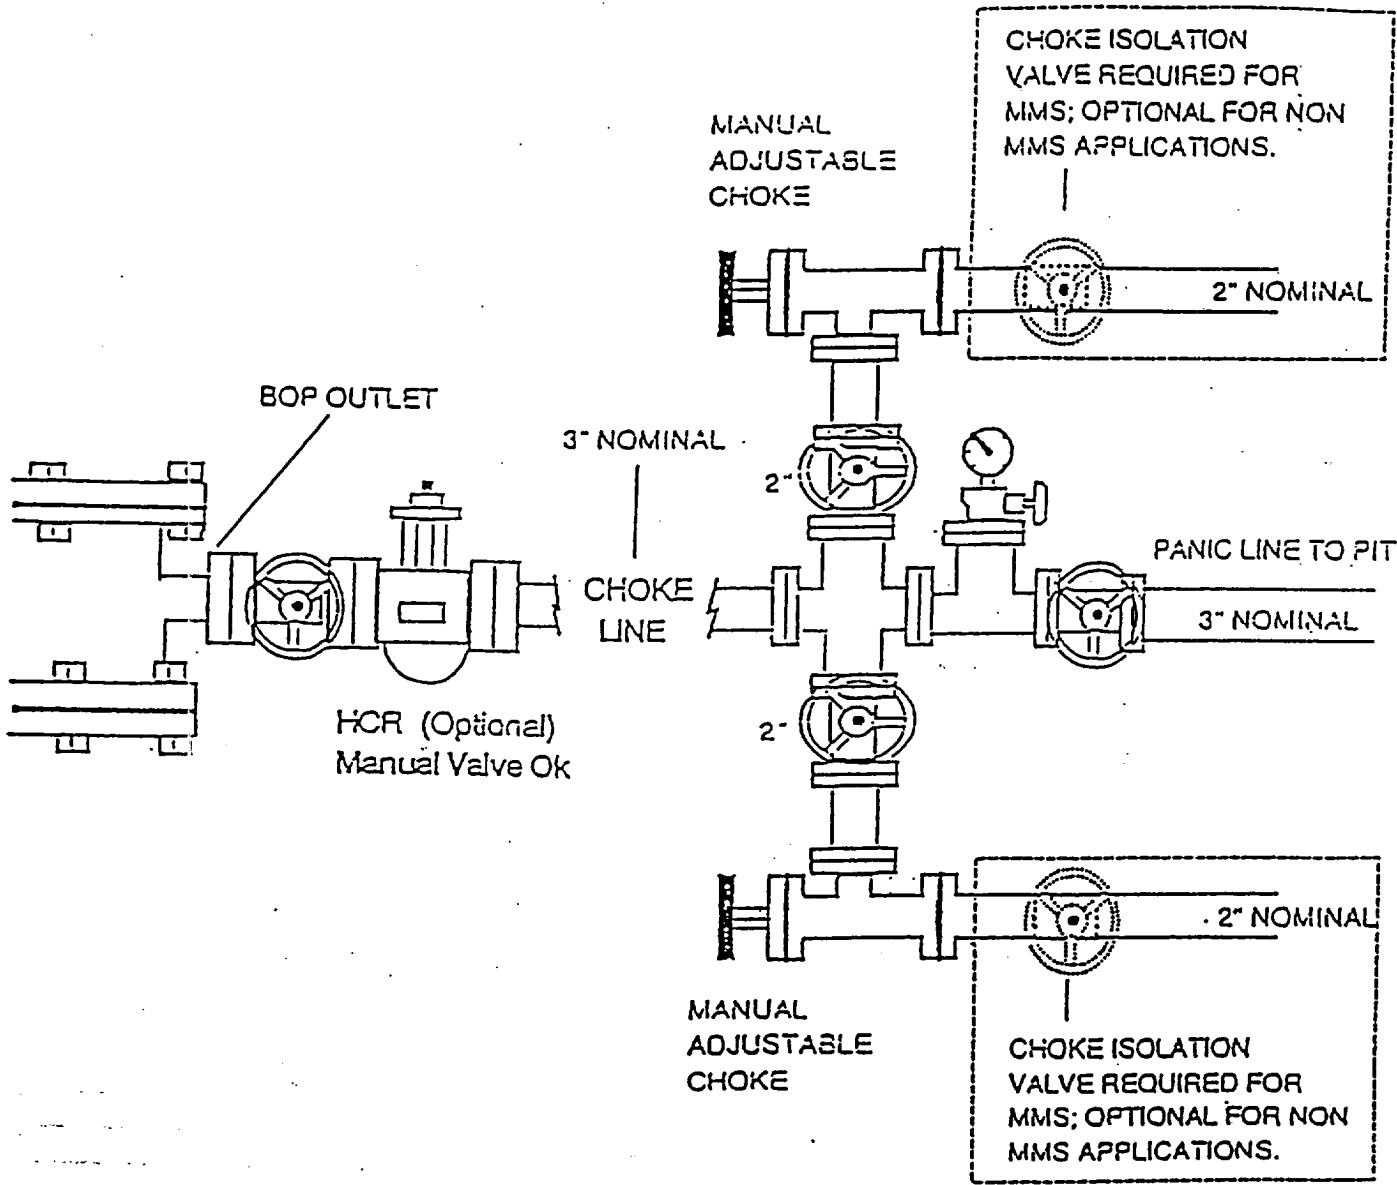 CHOKE ISOLATION
VALVE REQUIRED FOR
MMS; OPTIONAL FOR NON
MMS APPLICATIONS.
MANUAL
ADJUSTABLE
CHOKE
2" NOMINAL
BOP OUTLET
3" NOMINAL
2"
PANIC LINE TO PIT
CHOKE
LINE
3" NOMINAL
HCR (Optional)
Manual Valve Ok
2"
2" NOMINAL
MANUAL
ADJUSTABLE
CHOKE
CHOKE ISOLATION
VALVE REQUIRED FOR
MMS; OPTIONAL FOR NON
MMS APPLICATIONS.